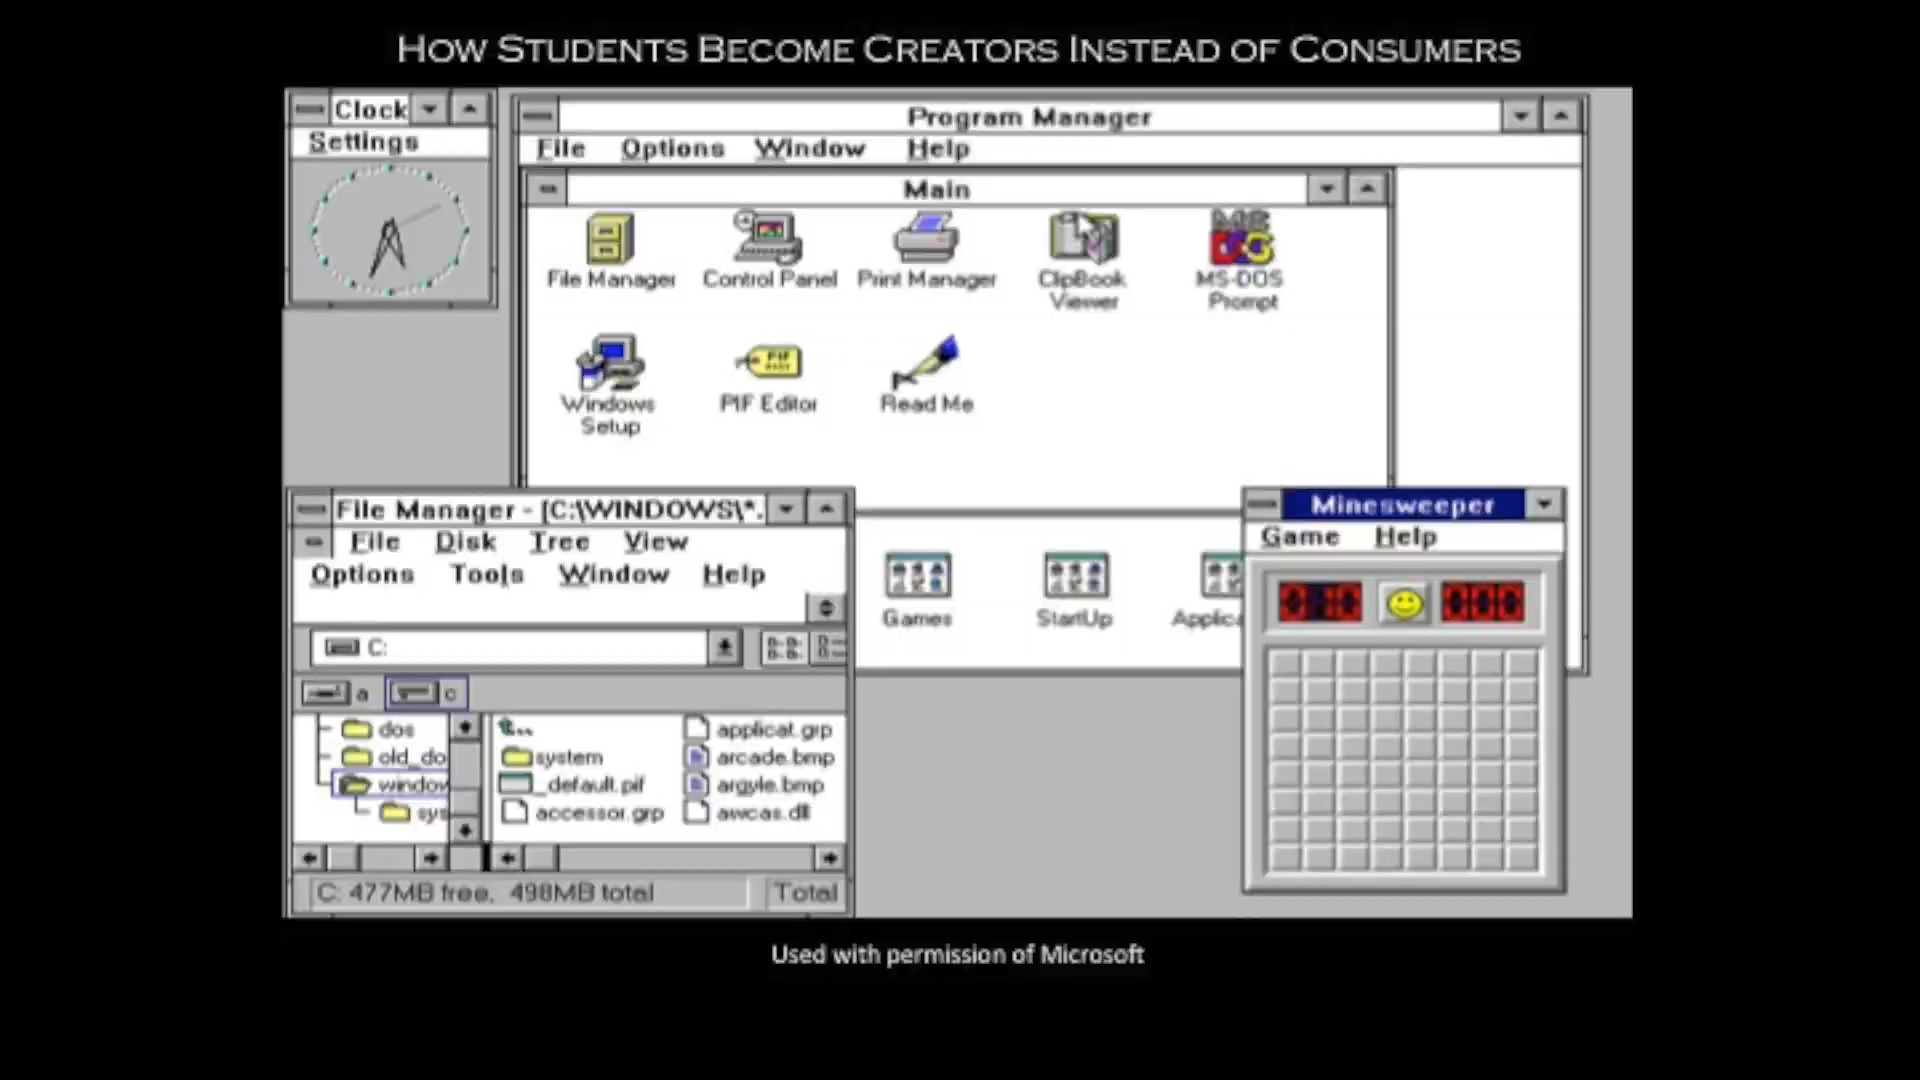 HOW STUDENTS BECOME CREATORS INSTEAD OF CONSUMERS
Clock
Settings
Program Manager
File Options Window Help
Main
File Manager
Control Panel
Print Manager
ClipBook
Viewer
MS-DOS
Prompt
Windows
Setup
PIF Editor
Read Me
File Manager - [C:\WINDOWS\*.
File Disk Tree View
Options Tools Window Help
C:
a c
dos
old_do
window
sys
..
system
_default.pif
accessor.grp
applicat.grp
arcade.bmp
argyle.bmp
awcas.dll
C: 477MB free, 498MB total
Total
Games
StartUp
Applica
Minesweeper
Game Help
Used with permission of Microsoft